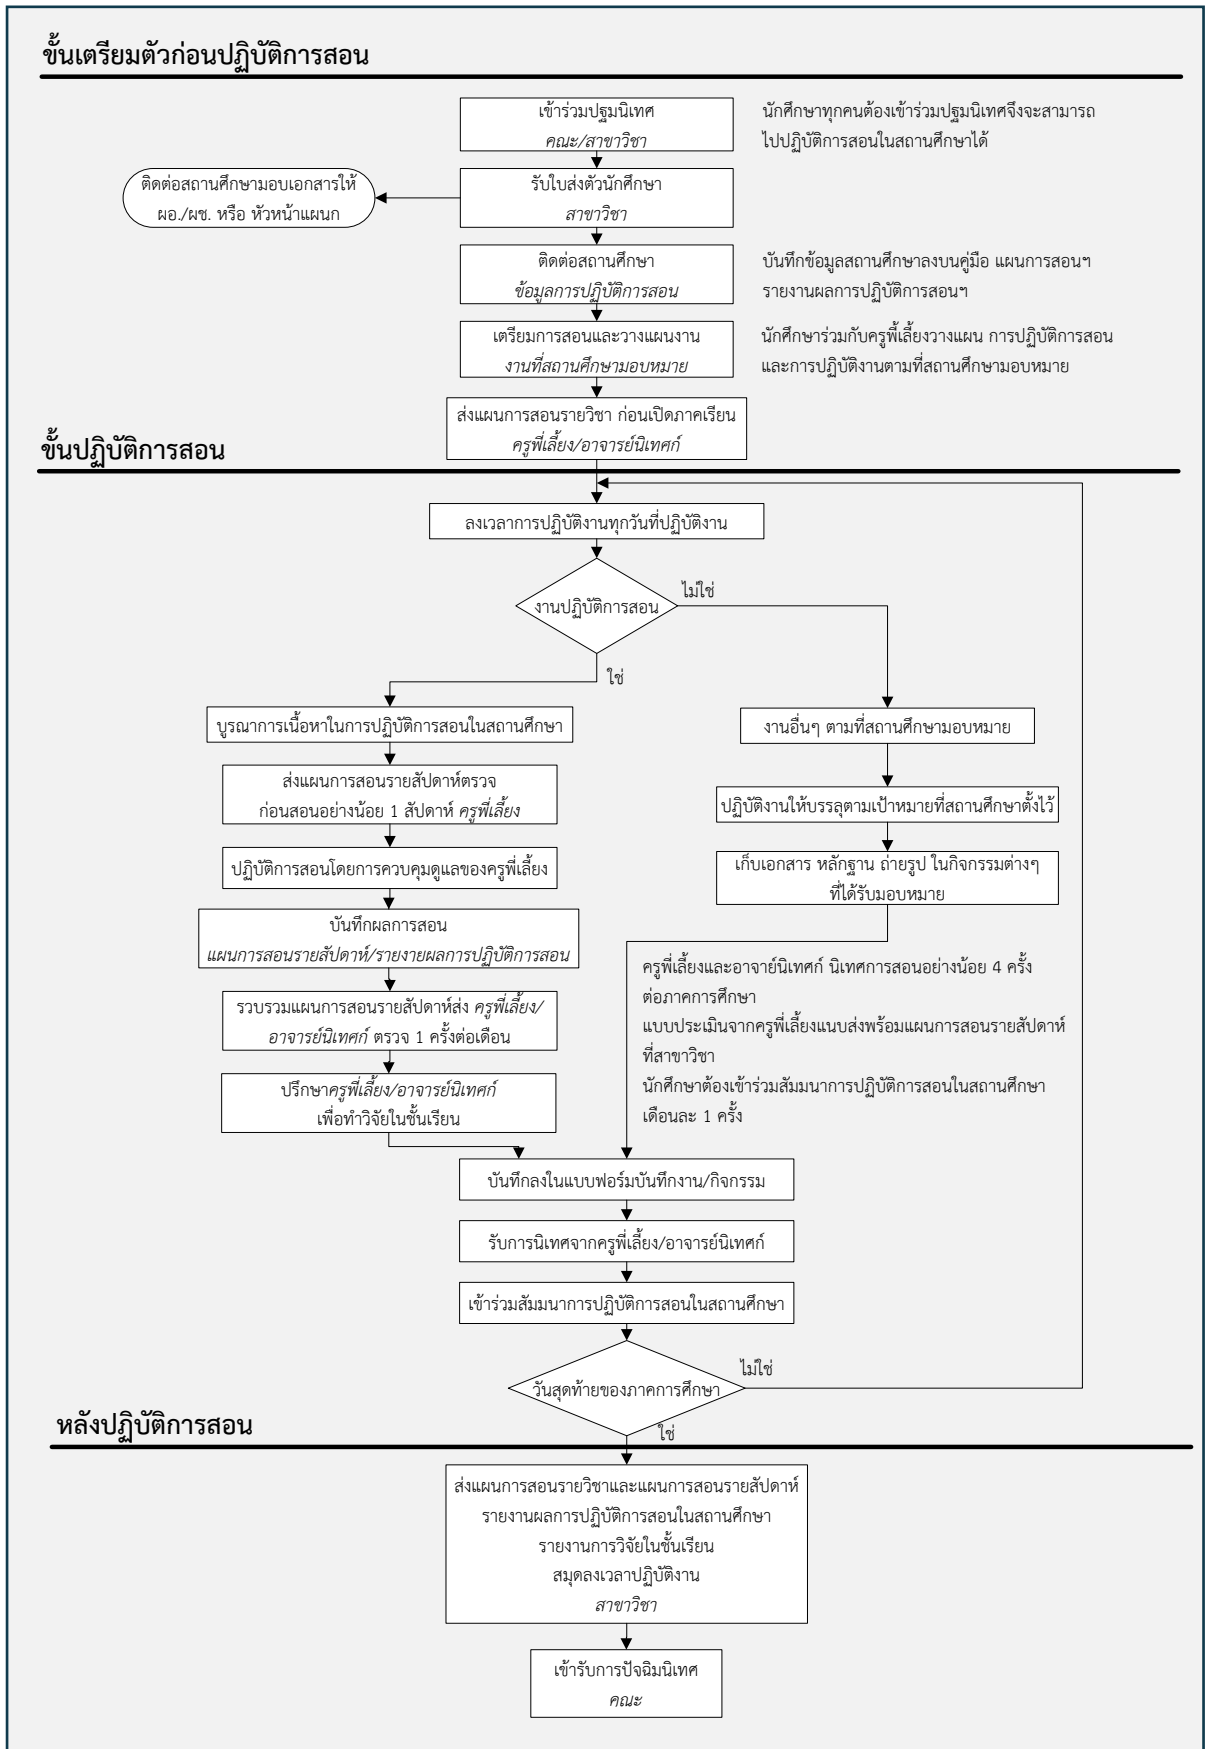 ขั้นเตรียมตัวก่อนปฏิบัติการสอน
เข้าร่วมปฐมนิเทศ
คณะ/สาขาวิชา
นักศึกษาทุกคนต้องเข้าร่วมปฐมนิเทศจึงจะสามารถ
ไปปฏิบัติการสอนในสถานศึกษาได้
ติดต่อสถานศึกษามอบเอกสารให้
ผอ./ผช. หรือ หัวหน้าแผนก
รับใบส่งตัวนักศึกษา
สาขาวิชา
ติดต่อสถานศึกษา
ข้อมูลการปฏิบัติการสอน
บันทึกข้อมูลสถานศึกษาลงบนคู่มือ แผนการสอนฯ
รายงานผลการปฏิบัติการสอนฯ
เตรียมการสอนและวางแผนงาน
งานที่สถานศึกษามอบหมาย
นักศึกษาร่วมกับครูพี้เลี้ยงวางแผน การปฏิบัติการสอน
และการปฏิบัติงานตามที่สถานศึกษามอบหมาย
ส่งแผนการสอนรายวิชา ก่อนเปิดภาคเรียน
ครูพี่เลี้ยง/อาจารย์นิเทศก์
ขั้นปฏิบัติการสอน
ลงเวลาการปฏิบัติงานทุกวันที่ปฏิบัติงาน
งานปฏิบัติการสอน
ไม่ใช่
ใช่
บูรณาการเนื้อหาในการปฏิบัติการสอนในสถานศึกษา
ส่งแผนการสอนรายสัปดาห์ตรวจ
ก่อนสอนอย่างน้อย 1 สัปดาห์ ครูพี่เลี้ยง
ปฏิบัติการสอนโดยการควบคุมดูแลของครูพี่เลี้ยง
บันทึกผลการสอน
แผนการสอนรายสัปดาห์/รายงายผลการปฏิบัติการสอน
รวบรวมแผนการสอนรายสัปดาห์ส่ง ครูพี่เลี้ยง/
อาจารย์นิเทศก์ ตรวจ 1 ครั้งต่อเดือน
ปรึกษาครูพี่เลี้ยง/อาจารย์นิเทศก์
เพื่อทำวิจัยในชั้นเรียน
งานอื่นๆ ตามที่สถานศึกษามอบหมาย
ปฏิบัติงานให้บรรลุตามเป้าหมายที่สถานศึกษาตั้งไว้
เก็บเอกสาร หลักฐาน ถ่ายรูป ในกิจกรรมต่างๆ
ที่ได้รับมอบหมาย
ครูพี่เลี้ยงและอาจาย์นิเทศก์ นิเทศการสอนอย่างน้อย 4 ครั้ง
ต่อภาคการศึกษา
แบบประเมินจากครูพี่เลี้ยงแนบส่งพร้อมแผนการสอนรายสัปดาห์
ที่สาขาวิชา
นักศึกษาต้องเข้าร่วมสัมมนาการปฏิบัติการสอนในสถานศึกษา
เดือนละ 1 ครั้ง
บันทึกลงในแบบฟอร์มบันทึกงาน/กิจกรรม
รับการนิเทศจากครูพี่เลี้ยง/อาจารย์นิเทศก์
เข้าร่วมสัมมนาการปฏิบัติการสอนในสถานศึกษา
วันสุดท้ายของภาคการศึกษา
ไม่ใช่
ใช่
หลังปฏิบัติการสอน
ส่งแผนการสอนรายวิชาและแผนการสอนรายสัปดาห์
รายงานผลการปฏิบัติการสอนในสถานศึกษา
รายงานการวิจัยในชั้นเรียน
สมุดลงเวลาปฏิบัติงาน
สาขาวิชา
เข้ารับการปัจฉิมนิเทศ
คณะ